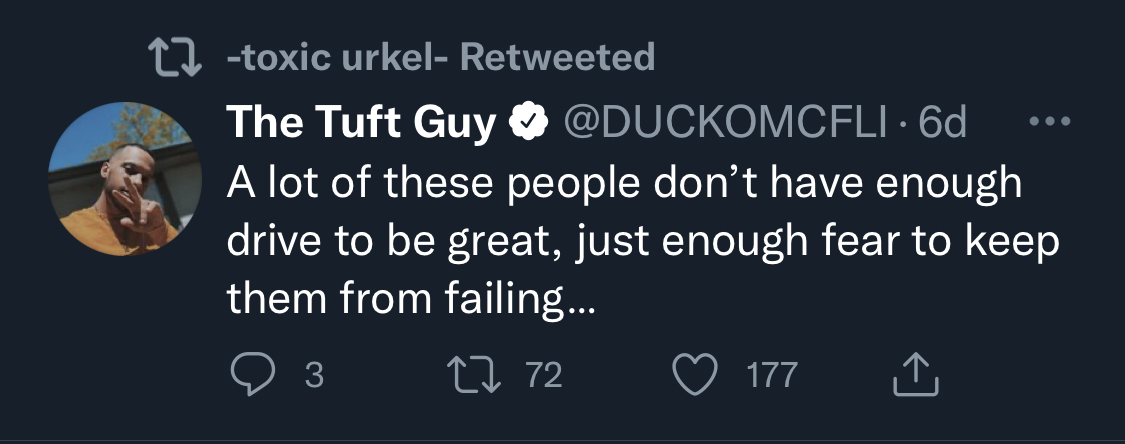 -toxic urkel- Retweeted
The Tuft Guy @DUCKOMCFLI · 6d
A lot of these people don’t have enough
drive to be great, just enough fear to keep
them from failing...
3 72 177